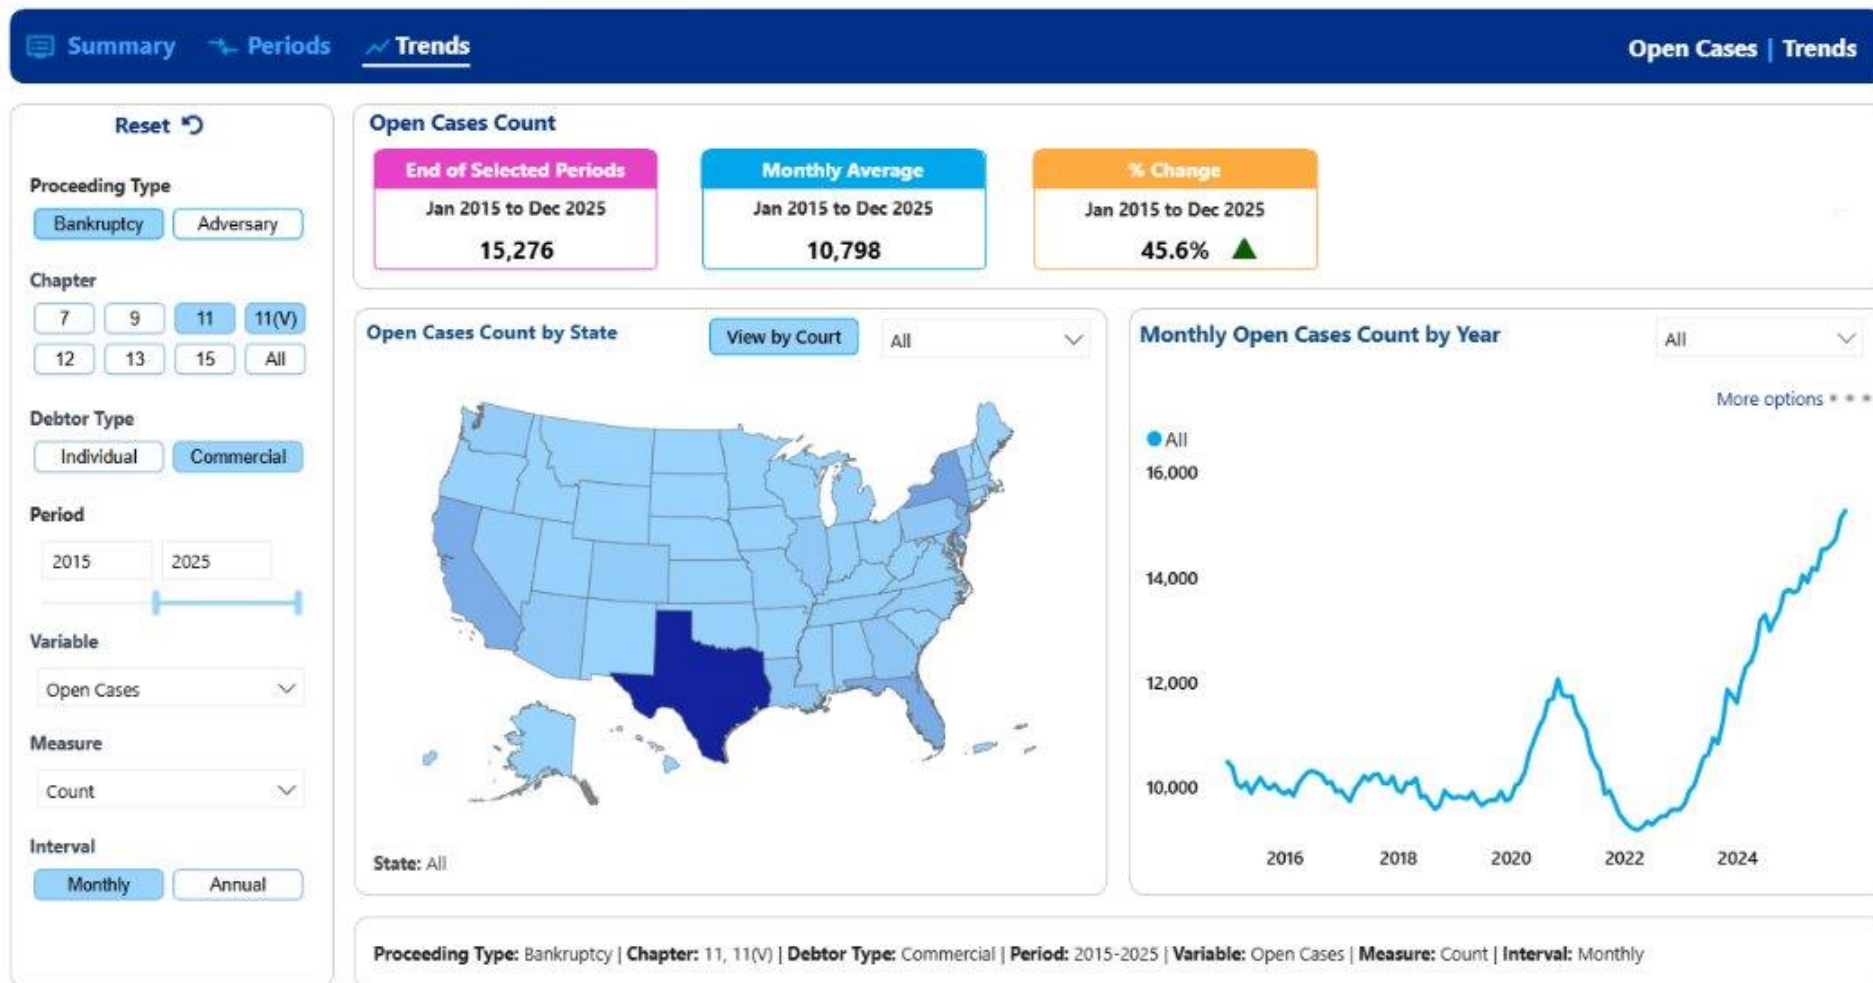 Summary Periods Trends
Open Cases | Trends
Reset
Proceeding Type
Bankruptcy Adversary
Chapter
7 9 11 11(V)
12 13 15 All
Debtor Type
Individual Commercial
Period
2015 2025
Variable
Open Cases
Measure
Count
Interval
Monthly Annual
Open Cases Count
End of Selected Periods
Jan 2015 to Dec 2025
15,276
Monthly Average
Jan 2015 to Dec 2025
10,798
% Change
Jan 2015 to Dec 2025
45.6%
Open Cases Count by State
View by Court
All
State: All
Monthly Open Cases Count by Year
All
More options
All
16,000
14,000
12,000
10,000
2016 2018 2020 2022 2024
Proceeding Type: Bankruptcy | Chapter: 11, 11(V) | Debtor Type: Commercial | Period: 2015-2025 | Variable: Open Cases | Measure: Count | Interval: Monthly